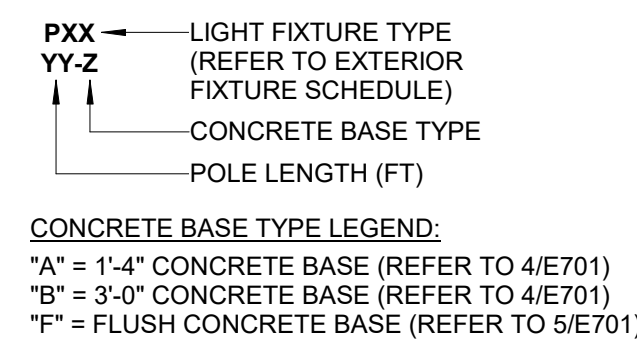 PXX LIGHT FIXTURE TYPE
YY-Z (REFER TO EXTERIOR
FIXTURE SCHEDULE)
CONCRETE BASE TYPE
POLE LENGTH (FT)
CONCRETE BASE TYPE LEGEND:
"A" = 1'-4" CONCRETE BASE (REFER TO 4/E701)
"B" = 3'-0" CONCRETE BASE (REFER TO 4/E701)
"F" = FLUSH CONCRETE BASE (REFER TO 5/E701)